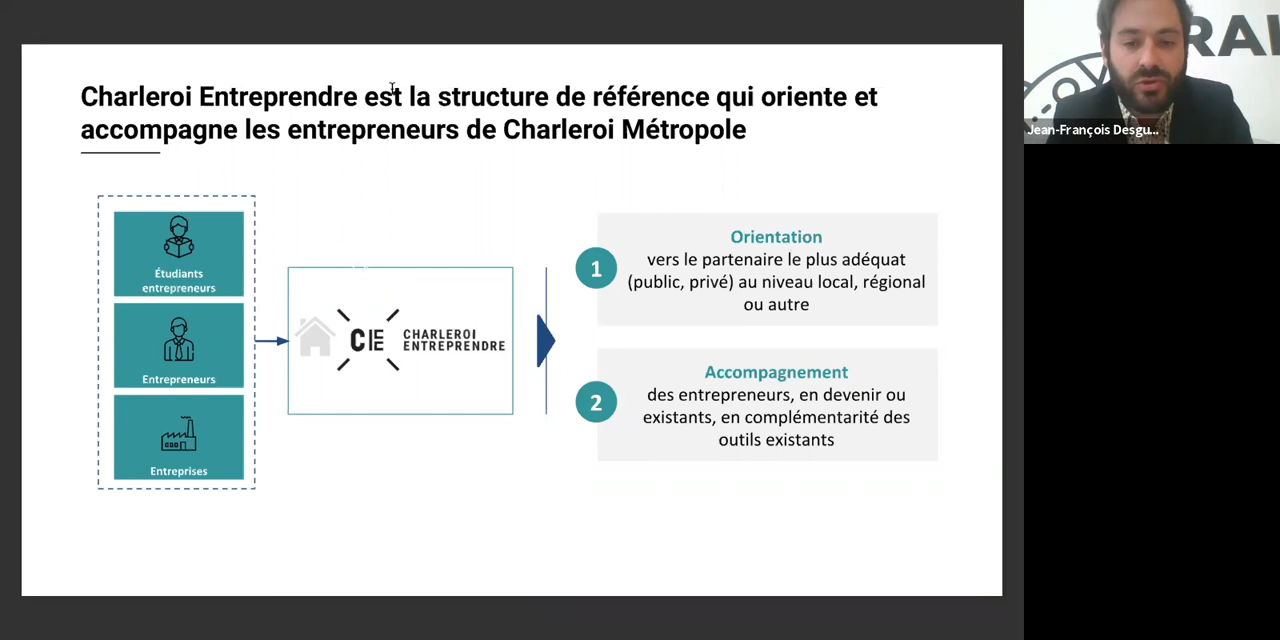 Charleroi Entreprendre est la structure de référence qui oriente et
accompagne les entrepreneurs de Charleroi Métropole
Étudiants
entrepreneurs
Entrepreneurs
Entreprises
CE
CHARLEROI
ENTREPRENDRE
1
Orientation
vers le partenaire le plus adéquat
(public, privé) au niveau local, régional
ou autre
2
Accompagnement
des entrepreneurs, en devenir ou
existants, en complémentarité des
outils existants
RAI
Jean-François Desgu...